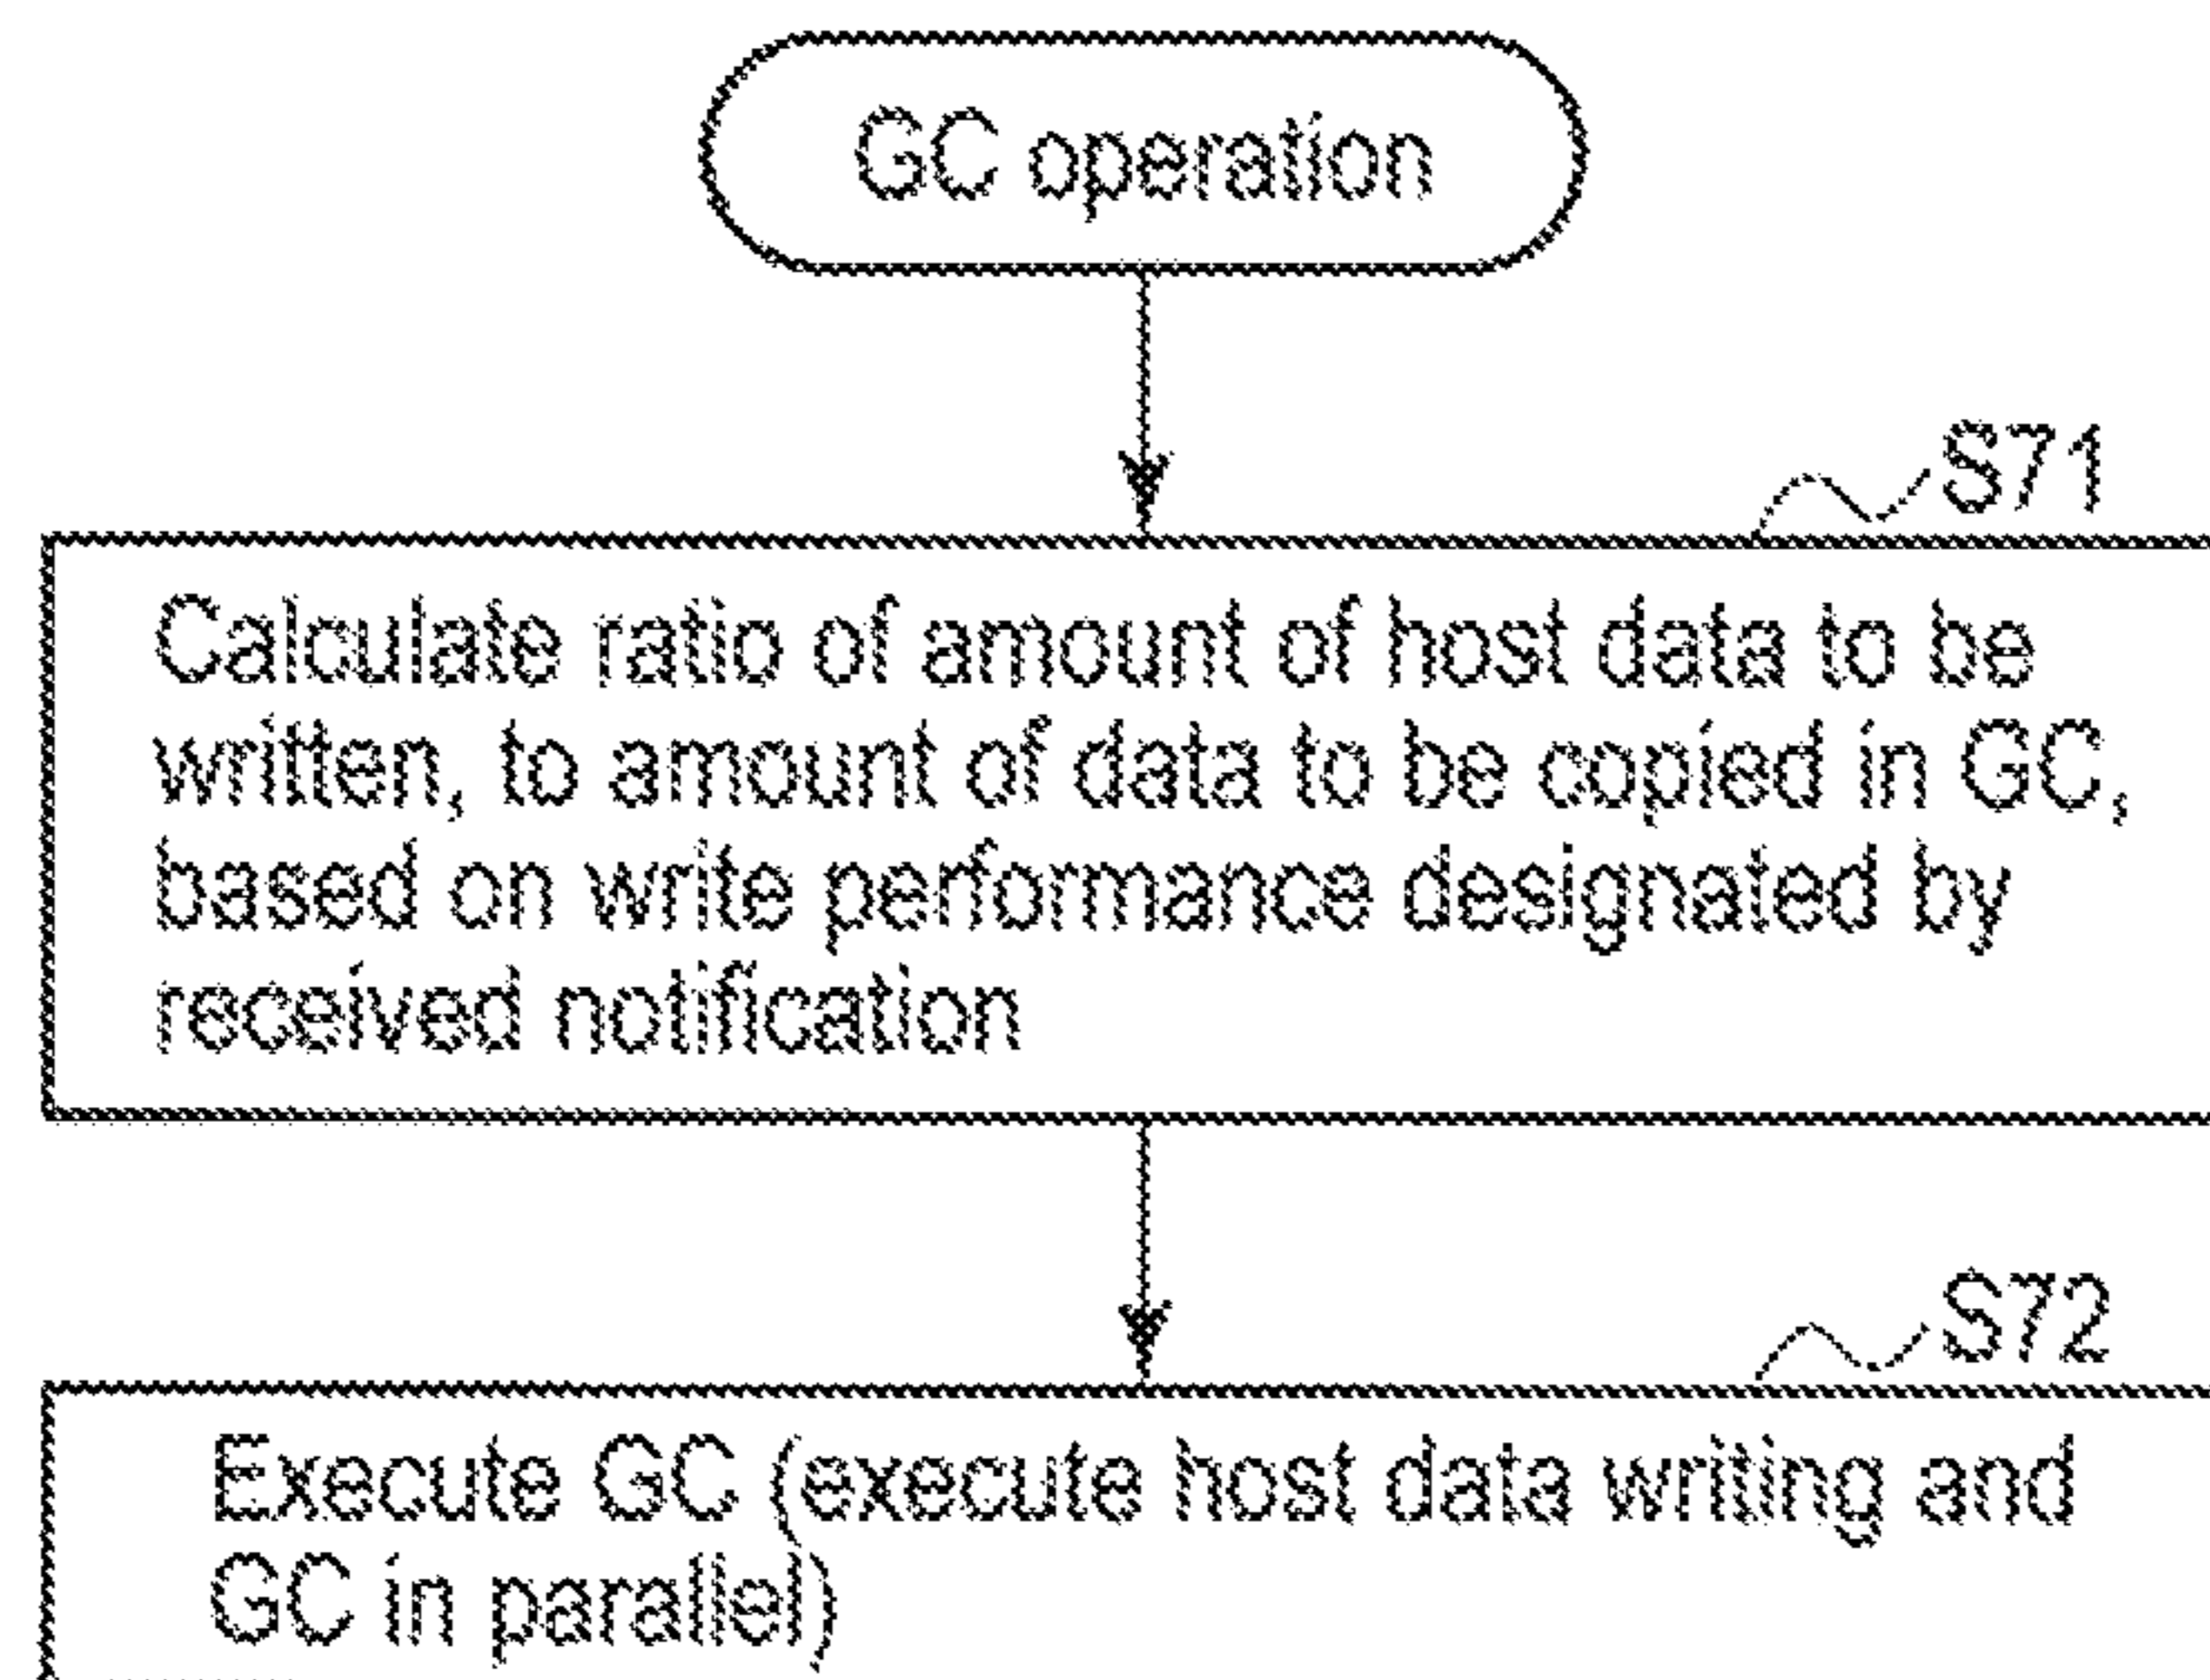 GC operation
S71
Calculate ratio of amount of host data to be
written, to amount of data to be copied in GC,
based on write performance designated by
received notification
S72
Execute GC (execute host data writing and
GC in parallel)